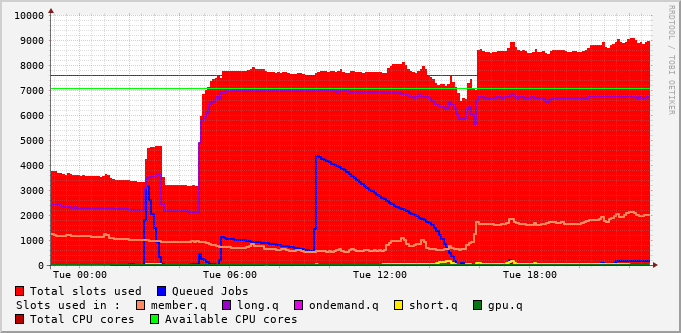 10000
9000
8000
7000
6000
5000
4000
3000
2000
1000
0
Tue 00:00 Tue 06:00 Tue 12:00 Tue 18:00
RRDTOOL / TOBI OETIKER
Total slots used Queued Jobs
Slots used in : member.q long.q ondemand.q short.q gpu.q
Total CPU cores Available CPU cores